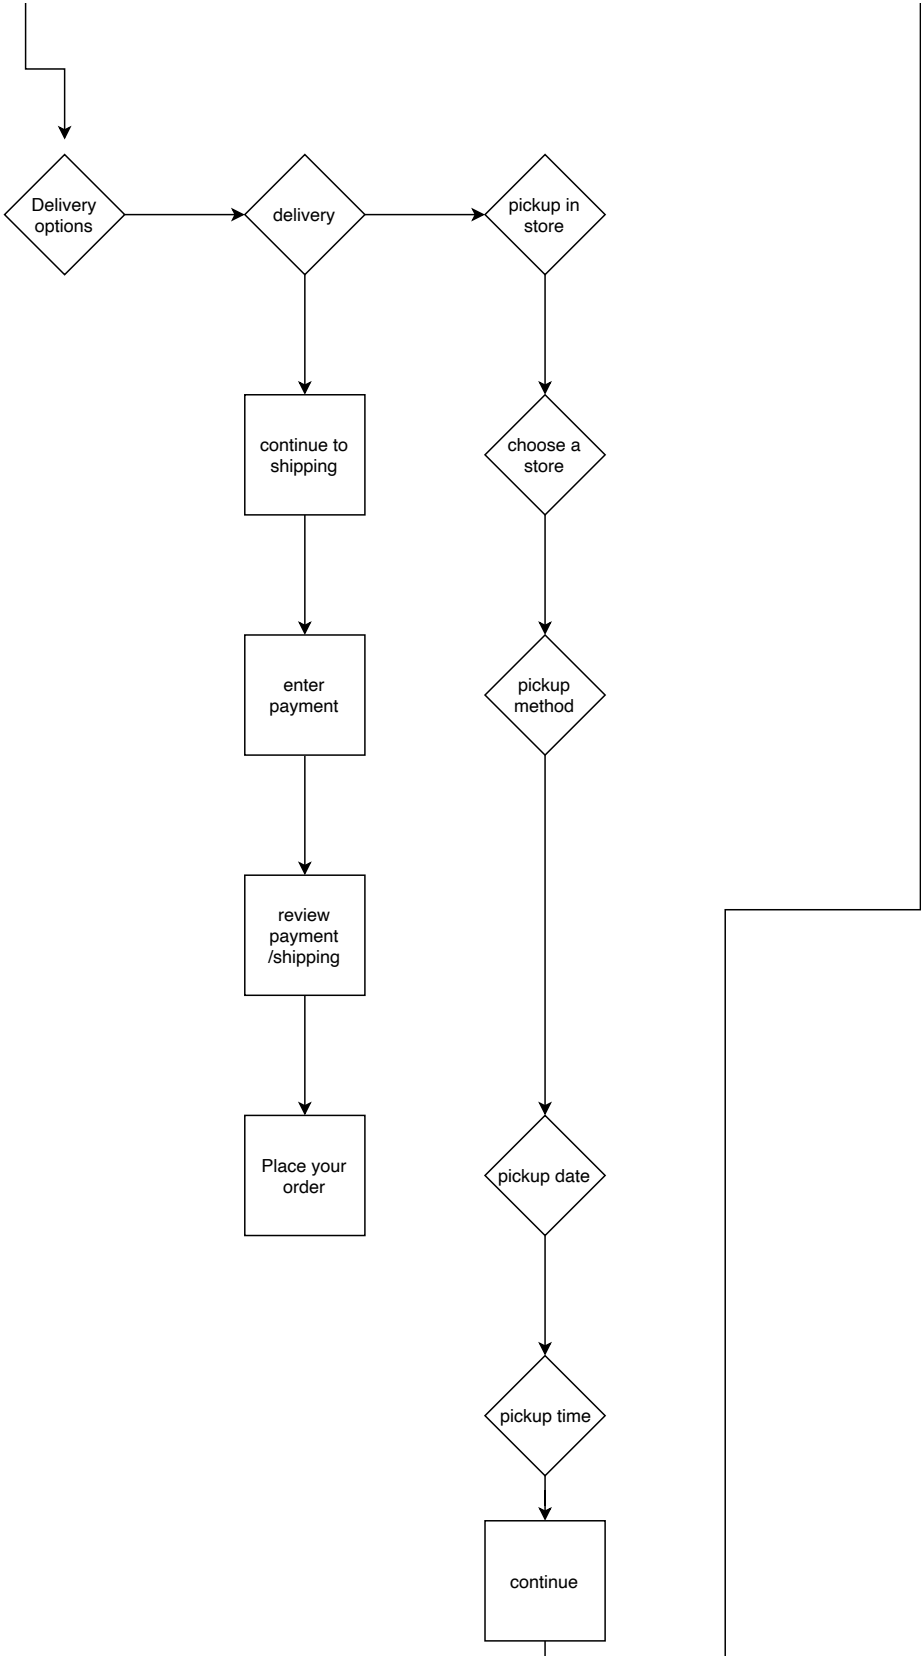 Delivery
options
delivery
pickup in
store
continue to
shipping
choose a
store
enter
payment
pickup
method
review
payment
/shipping
Place your
order
pickup date
pickup time
continue